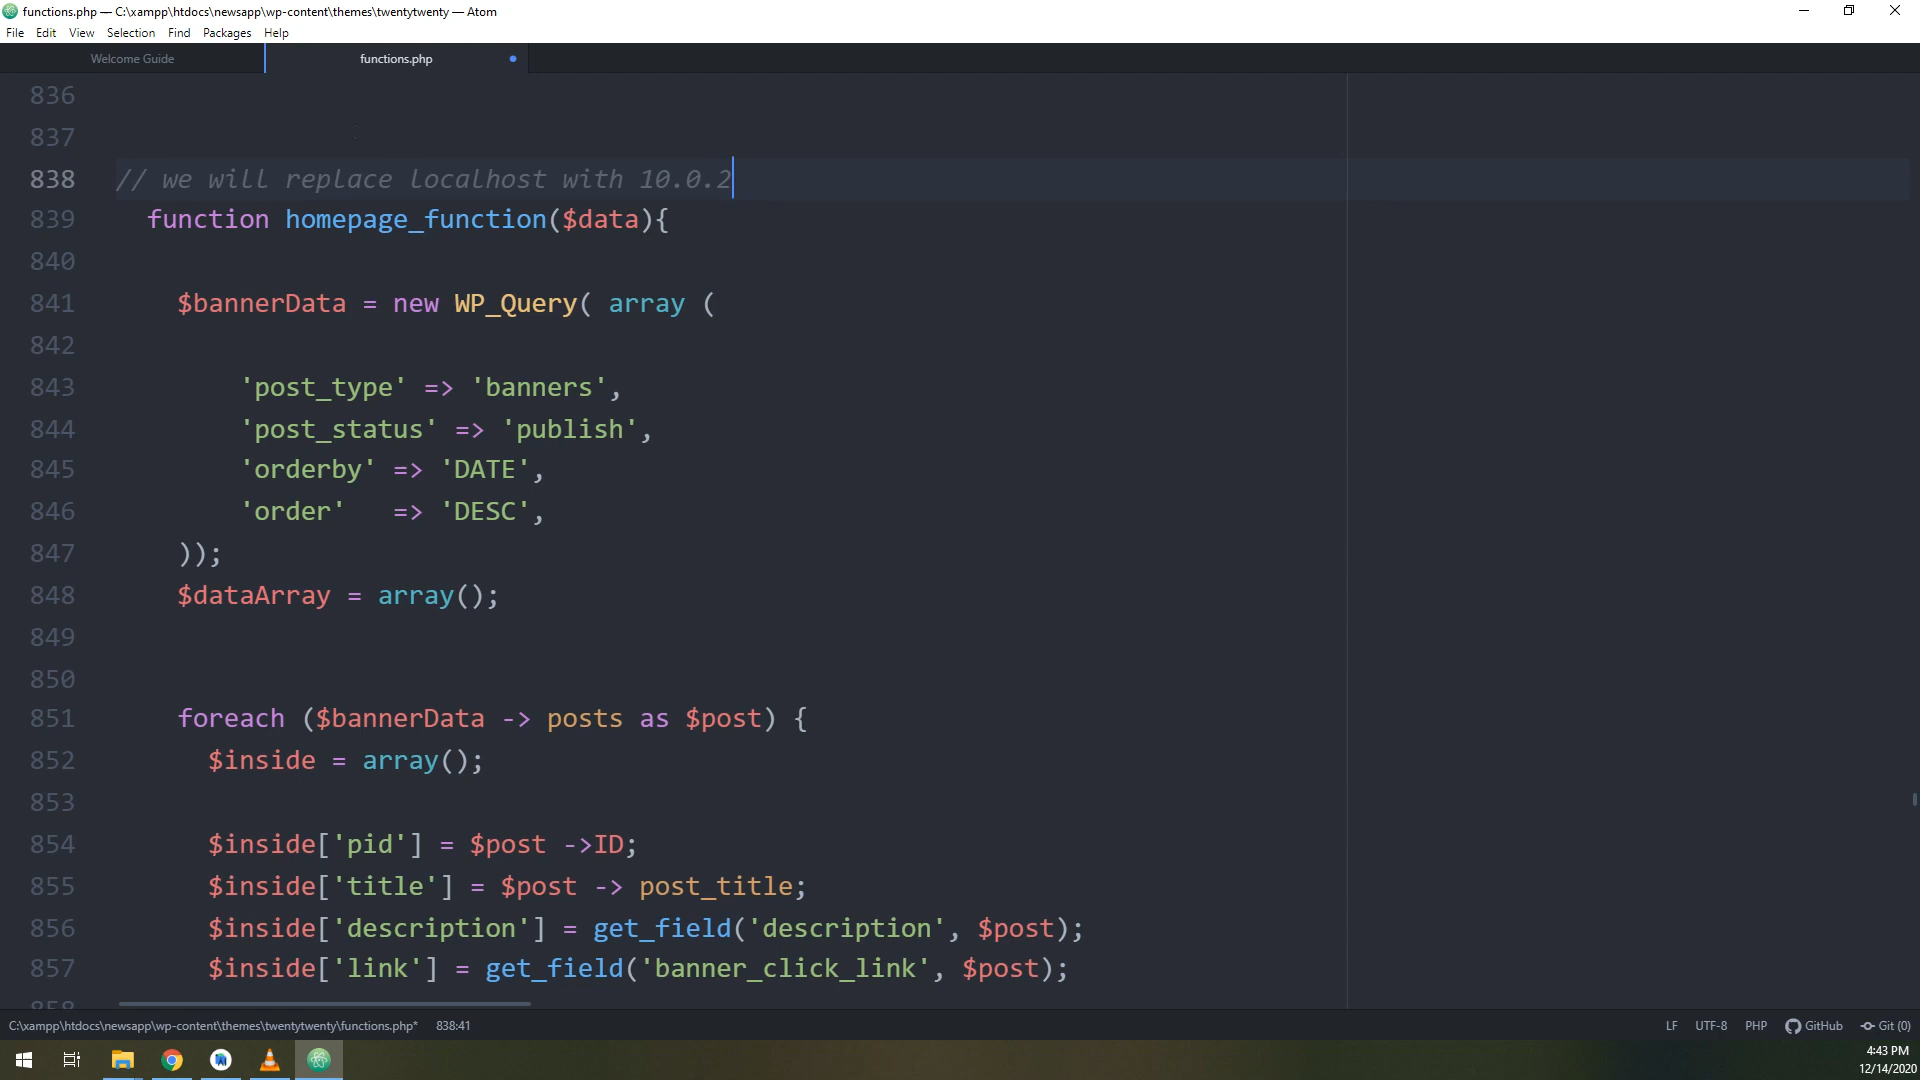 functions.php — C:\xampp\htdocs\newsapp\wp-content\themes\twentytwenty — Atom
File Edit View Selection Find Packages Help
Welcome Guide functions.php
836
837
838 // we will replace localhost with 10.0.2
839 function homepage_function($data){
840
841 $bannerData = new WP_Query( array (
842
843 'post_type' => 'banners',
844 'post_status' => 'publish',
845 'orderby' => 'DATE',
846 'order' => 'DESC',
847 ));
848 $dataArray = array();
849
850
851 foreach ($bannerData -> posts as $post) {
852 $inside = array();
853
854 $inside['pid'] = $post ->ID;
855 $inside['title'] = $post -> post_title;
856 $inside['description'] = get_field('description', $post);
857 $inside['link'] = get_field('banner_click_link', $post);
858
C:\xampp\htdocs\newsapp\wp-content\themes\twentytwenty\functions.php* 838:41 LF UTF-8 PHP GitHub Git (0)
4:43 PM
12/14/2020